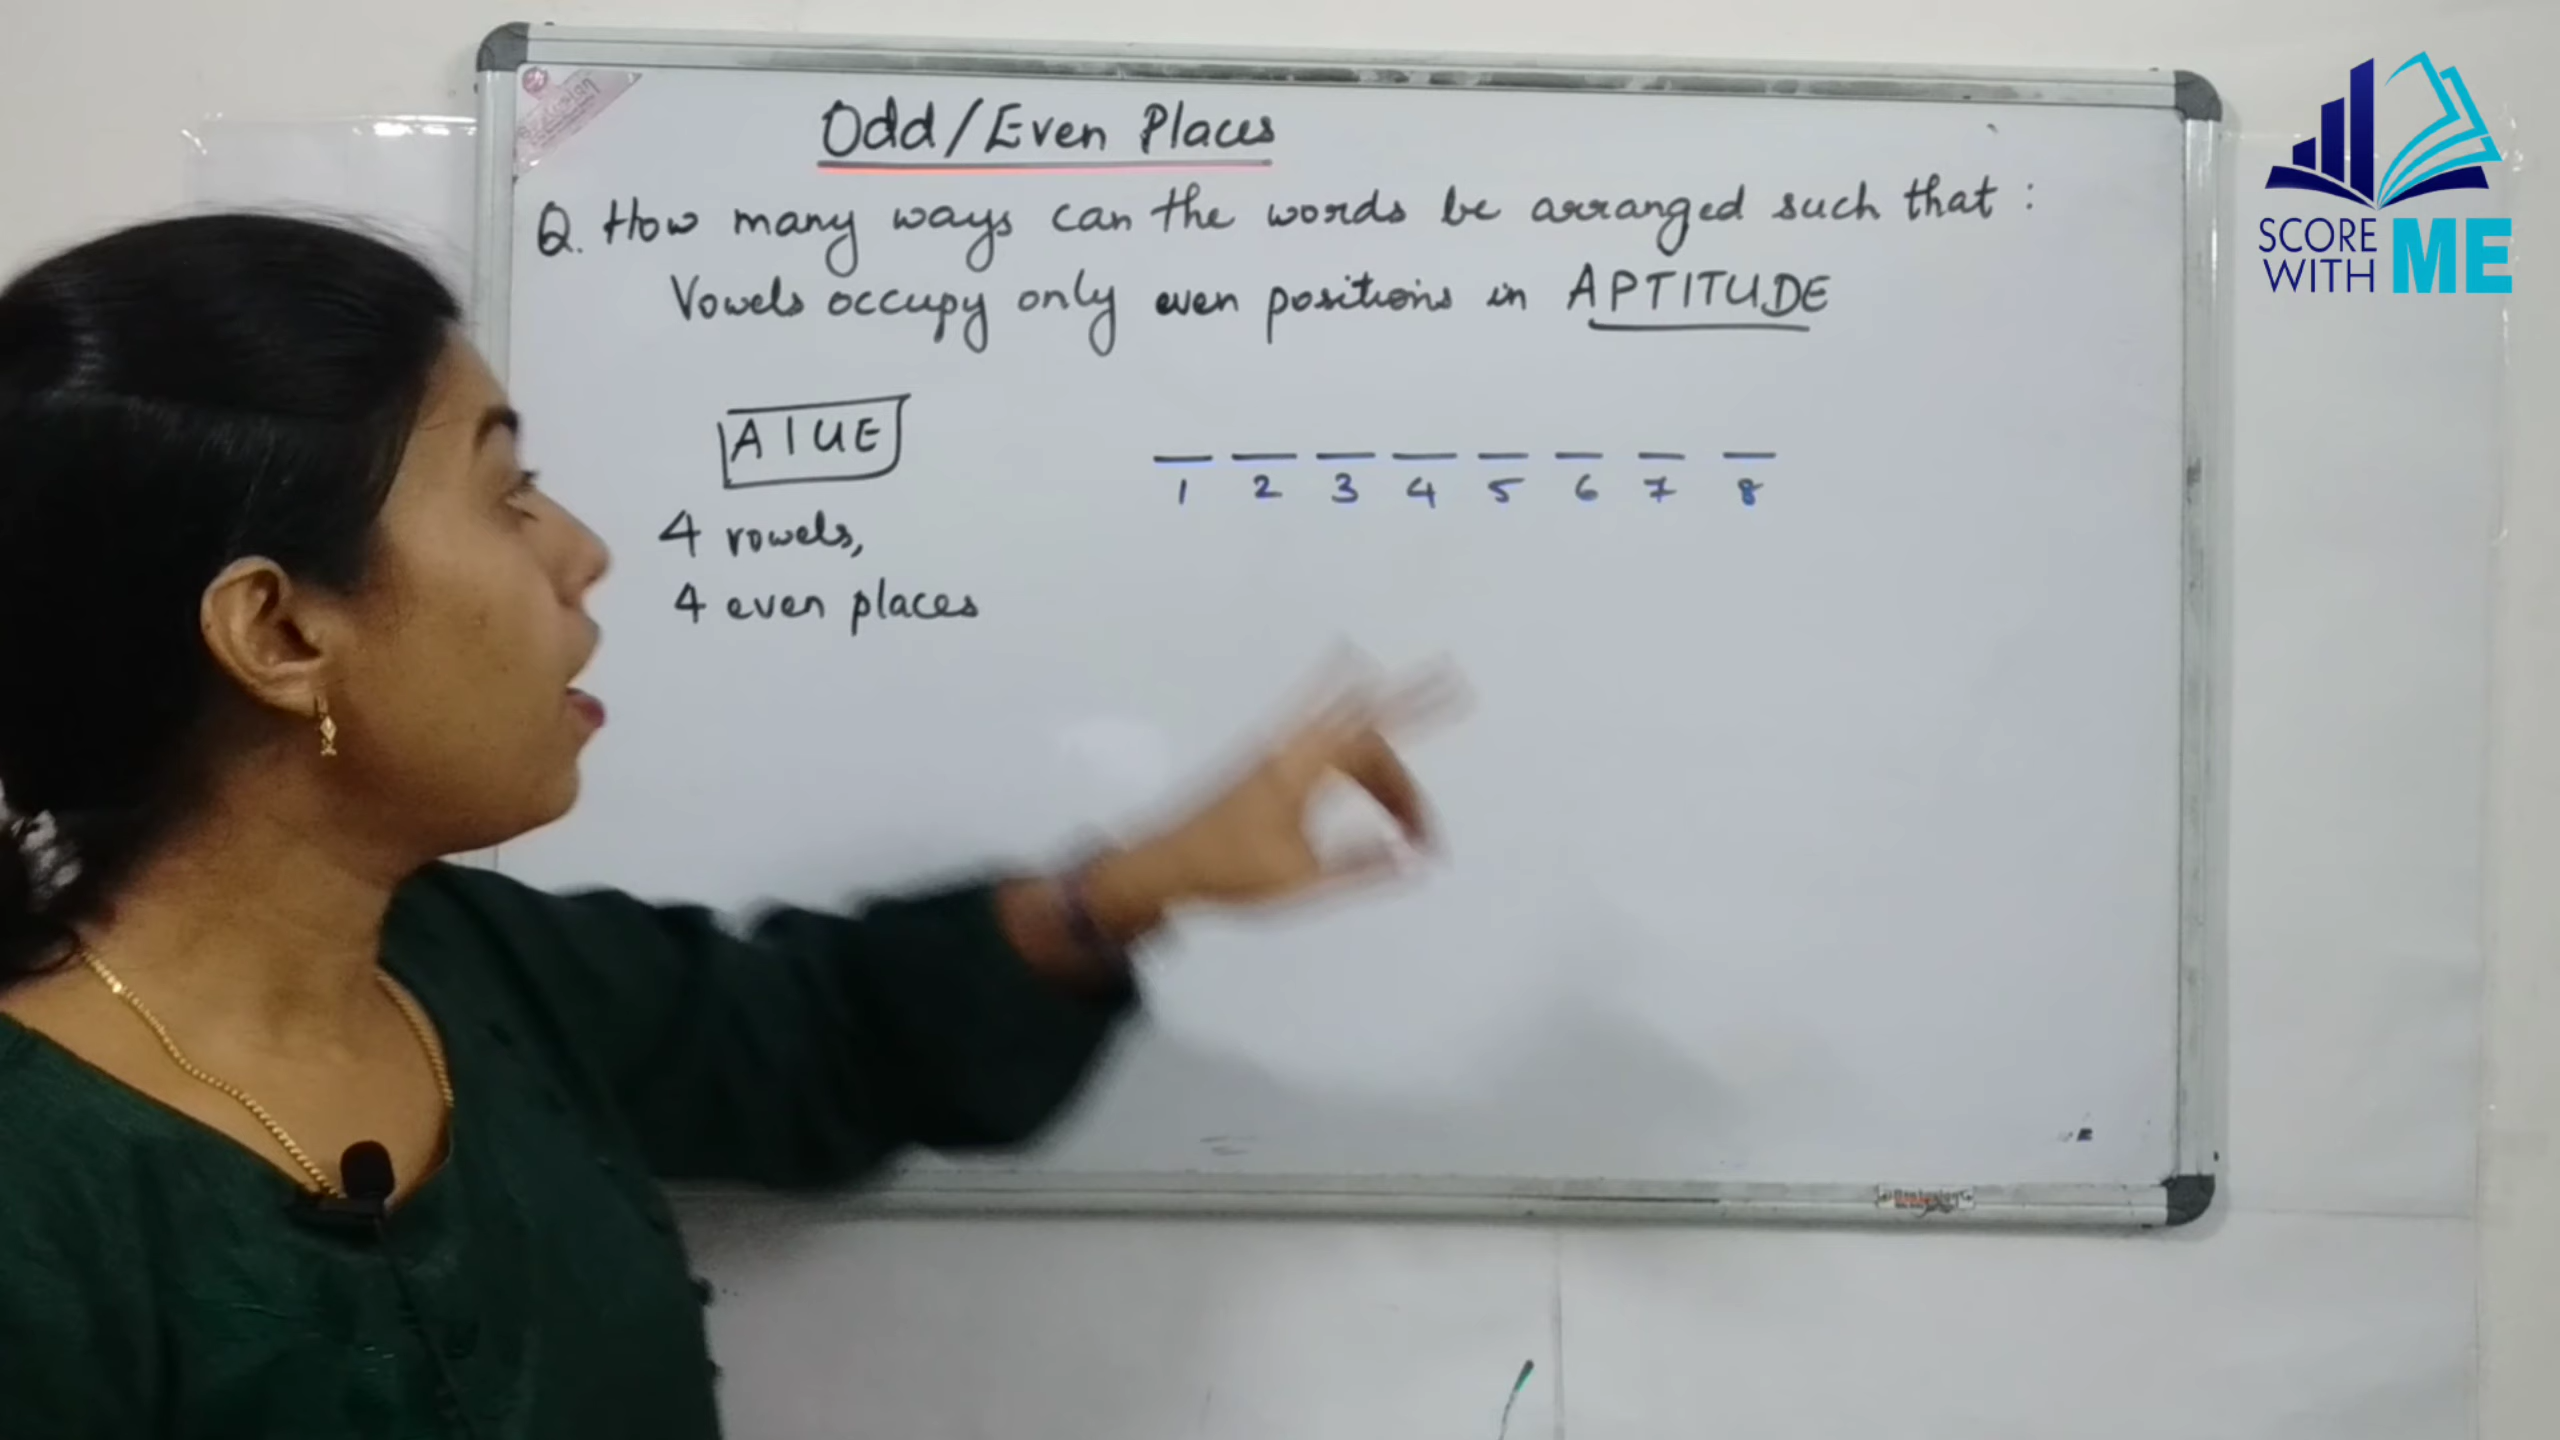 Odd/Even Places
Q. How many ways can the words be arranged such that :
Vowels occupy only even positions in APTITUDE
A I U E
4 vowels,
4 even places
1 2 3 4 5 6 7 8
SCORE
WITH ME